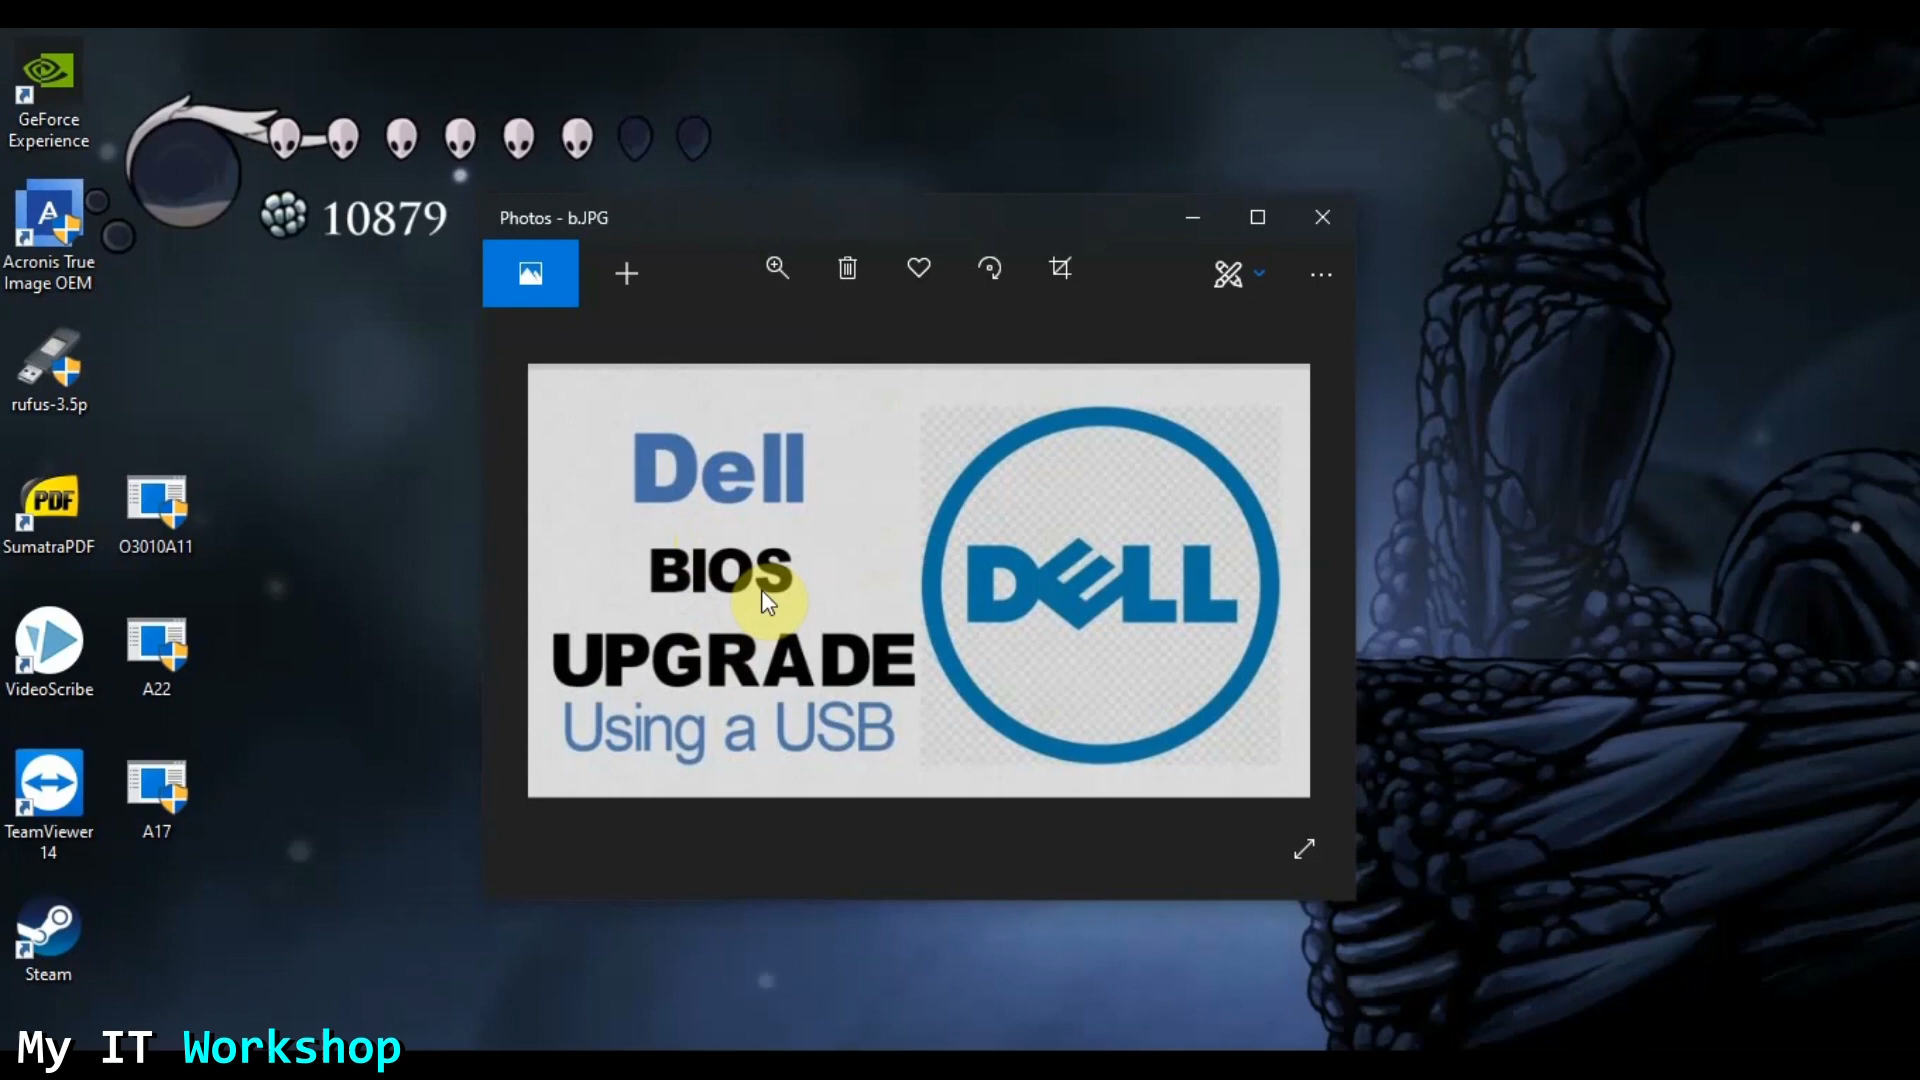 GeForce
Experience
Acronis True
Image OEM
rufus-3.5p
SumatraPDF
O3010A11
VideoScribe
A22
TeamViewer
14
A17
Steam
10879
Photos - b.JPG
Dell
BIOS
UPGRADE
Using a USB
DELL
PDF
My IT Workshop